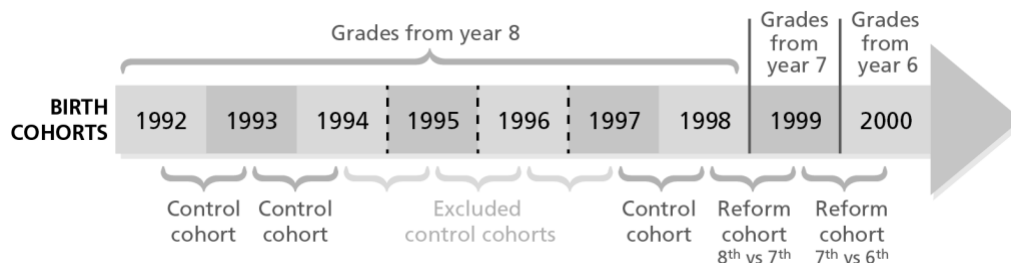 Grades from year 8
Grades
from
year 7
Grades
from
year 6
BIRTH
COHORTS
1992 1993 1994 1995 1996 1997 1998 1999 2000
Control
cohort
Control
cohort
Excluded
control cohorts
Control
cohort
Reform
cohort
8th vs 7th
Reform
cohort
7th vs 6th